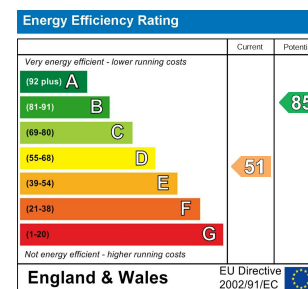 Energy Efficiency Rating
Current
Potenti
Very energy efficient - lower running costs
(92 plus) A
(81-91) B
85
(69-80) C
(55-68) D
51
(39-54) E
(21-38) F
(1-20) G
Not energy efficient - higher running costs
England & Wales
EU Directive
2002/91/EC